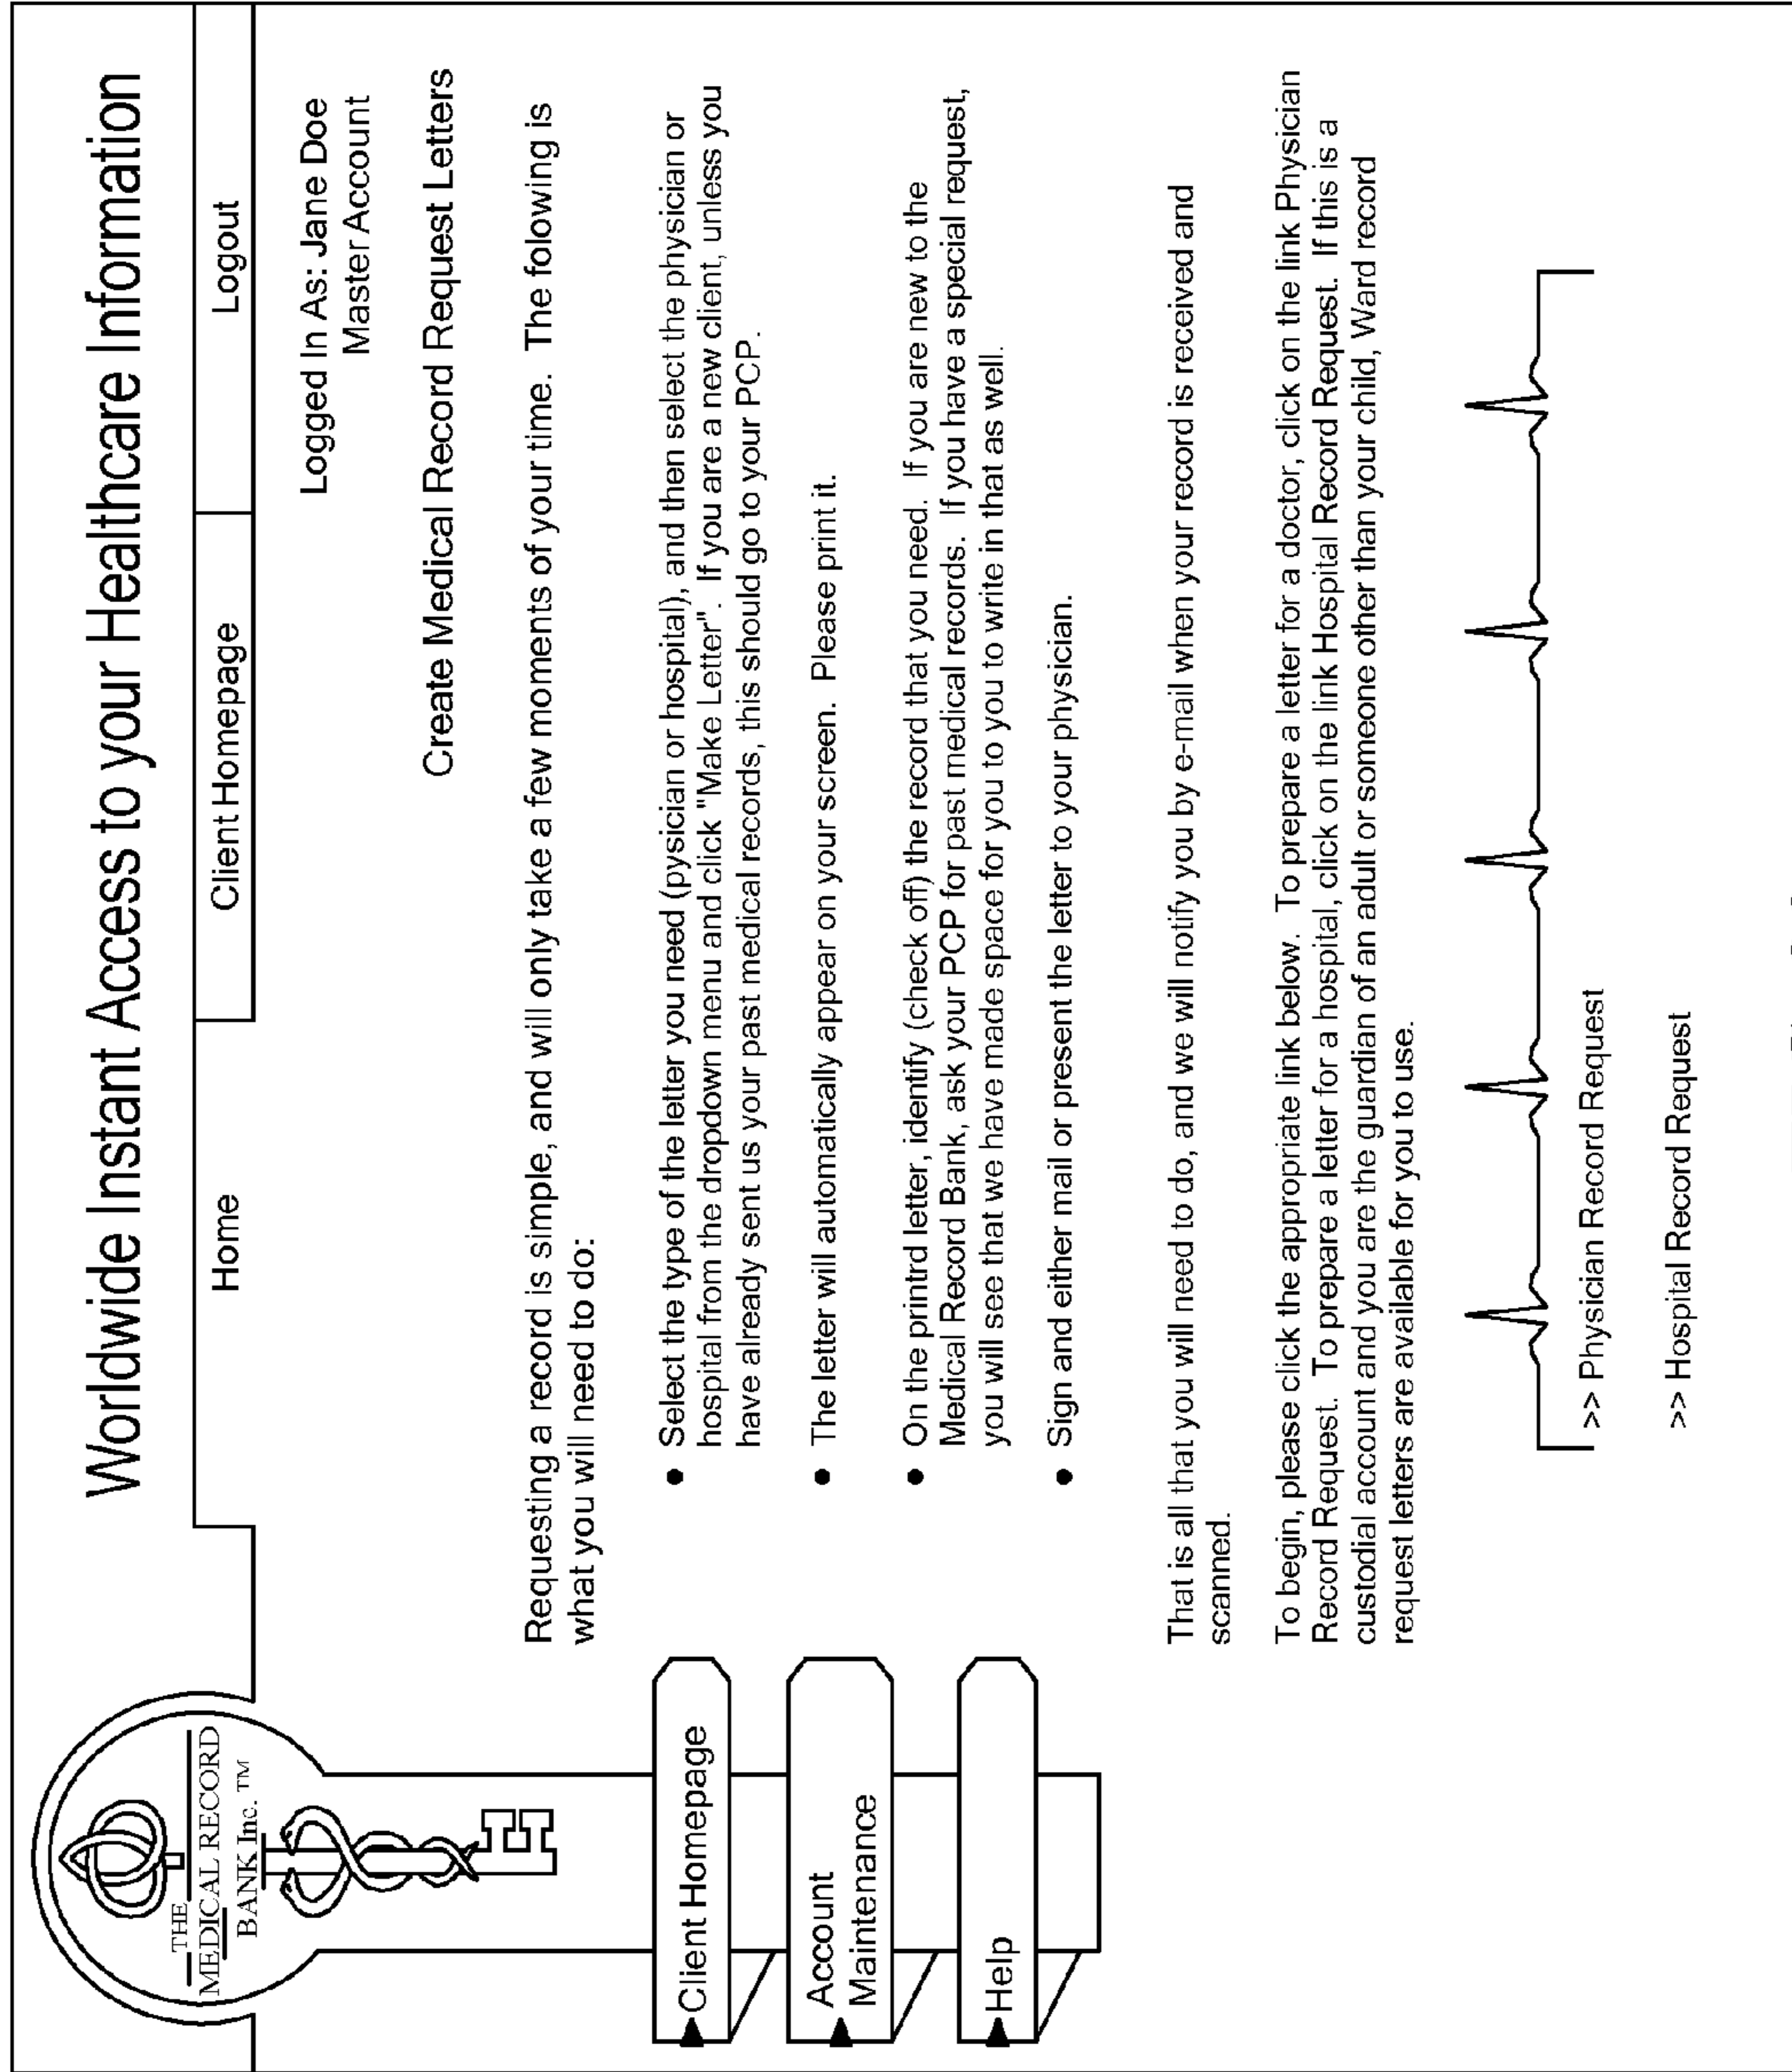 Worldwide Instant Access to your Healthcare Information
Home
Client Homepage
Logout
THE
MEDICAL RECORD
BANK Inc. ™
Logged In As: Jane Doe
Master Account
Create Medical Record Request Letters
Requesting a record is simple, and will only take a few moments of your time. The folowing is
what you will need to do:
Client Homepage
Account
Maintenance
Help
● Select the type of the letter you need (pysician or hospital), and then select the physician or
hospital from the dropdown menu and click "Make Letter". If you are a new client, unless you
have already sent us your past medical records, this should go to your PCP.
● The letter will automatically appear on your screen. Please print it.
● On the printrd letter, identify (check off) the record that you need. If you are new to the
Medical Record Bank, ask your PCP for past medical records. If you have a special request,
you will see that we have made space for you to you to write in that as well.
● Sign and either mail or present the letter to your physician.
That is all that you will need to do, and we will notify you by e-mail when your record is received and
scanned.
To begin, please click the appropriate link below. To prepare a letter for a doctor, click on the link Physician
Record Request. To prepare a letter for a hospital, click on the link Hospital Record Request. If this is a
custodial account and you are the guardian of an adult or someone other than your child, Ward record
request letters are available for you to use.
>> Physician Record Request
>> Hospital Record Request